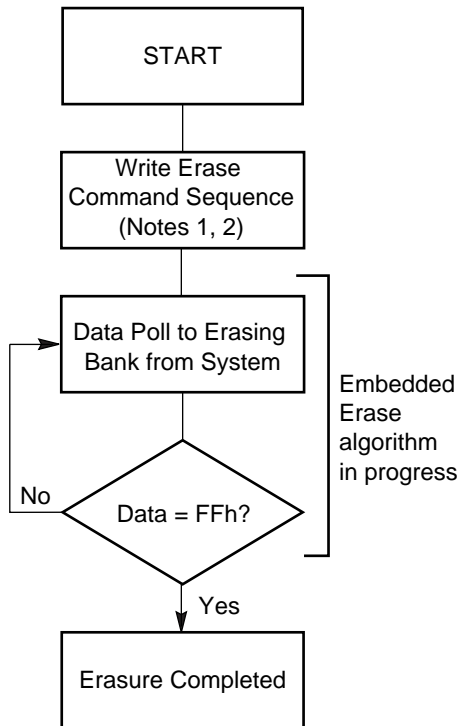 START
Write Erase
Command Sequence
(Notes 1, 2)
Data Poll to Erasing
Bank from System
Embedded
Erase
algorithm
in progress
No
Data = FFh?
Yes
Erasure Completed